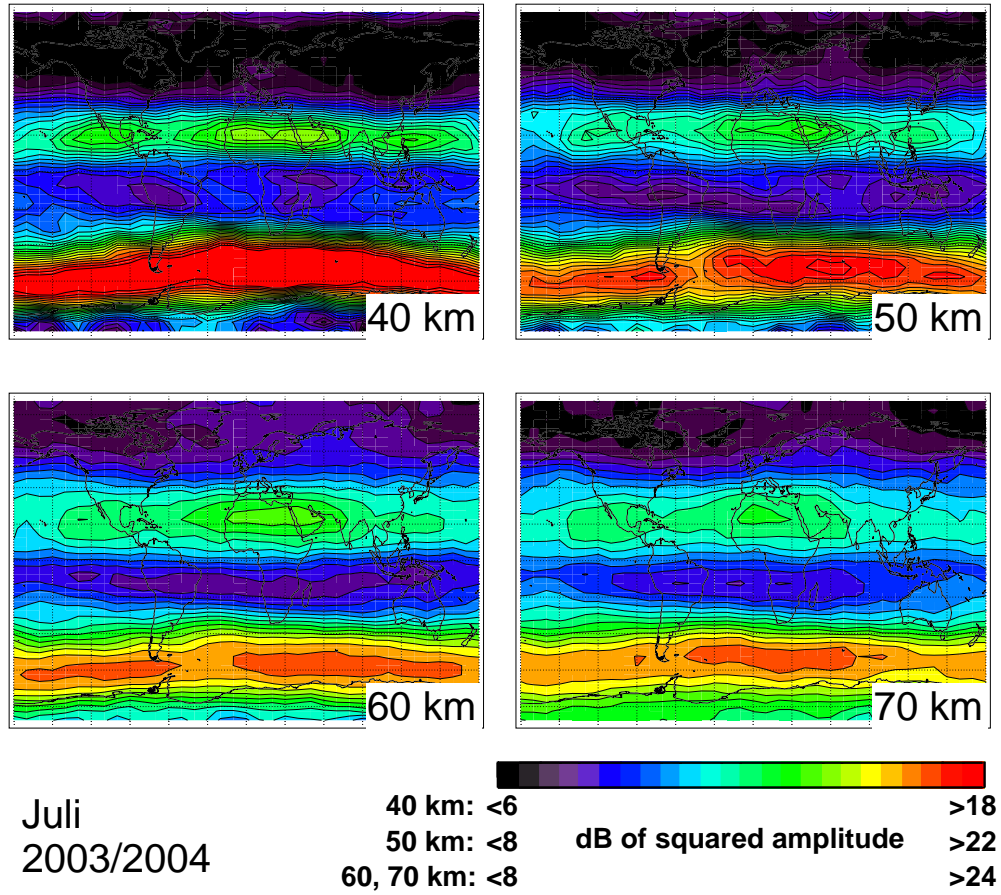 40 km
50 km
60 km
70 km
Juli
2003/2004
40 km: <6 >18
50 km: <8 dB of squared amplitude >22
60, 70 km: <8 >24